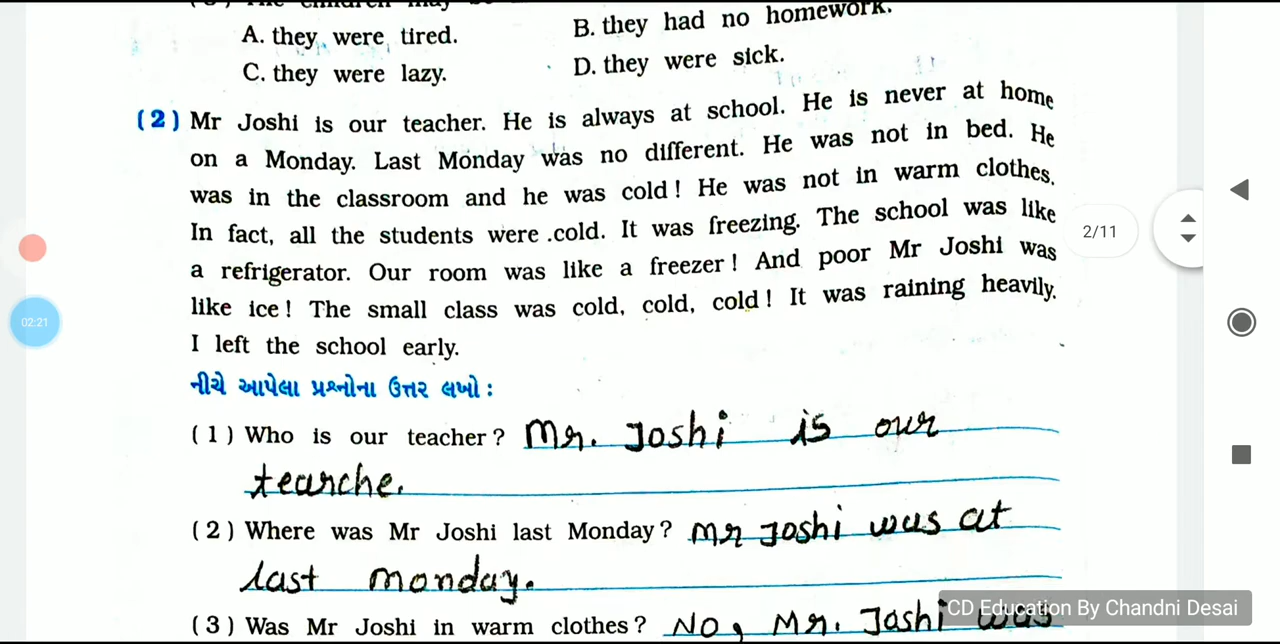 A. they were tired. B. they had no homework.
C. they were lazy. D. they were sick.
(2) Mr Joshi is our teacher. He is always at school. He is never at home
on a Monday. Last Monday was no different. He was not in bed. He
was in the classroom and he was cold! He was not in warm clothes.
In fact, all the students were .cold. It was freezing. The school was like
a refrigerator. Our room was like a freezer! And poor Mr Joshi was
like ice! The small class was cold, cold, cold! It was raining heavily.
I left the school early.
2/11
02:21
નીચે આપેલા પ્રશ્નોના ઉત્તર લખો :
(1) Who is our teacher? Mr. Joshi is our
tearche.
(2) Where was Mr Joshi last Monday? Mr Joshi was at
last monday.
(3) Was Mr Joshi in warm clothes? No, Mr. Joshi was
CD Education By Chandni Desai